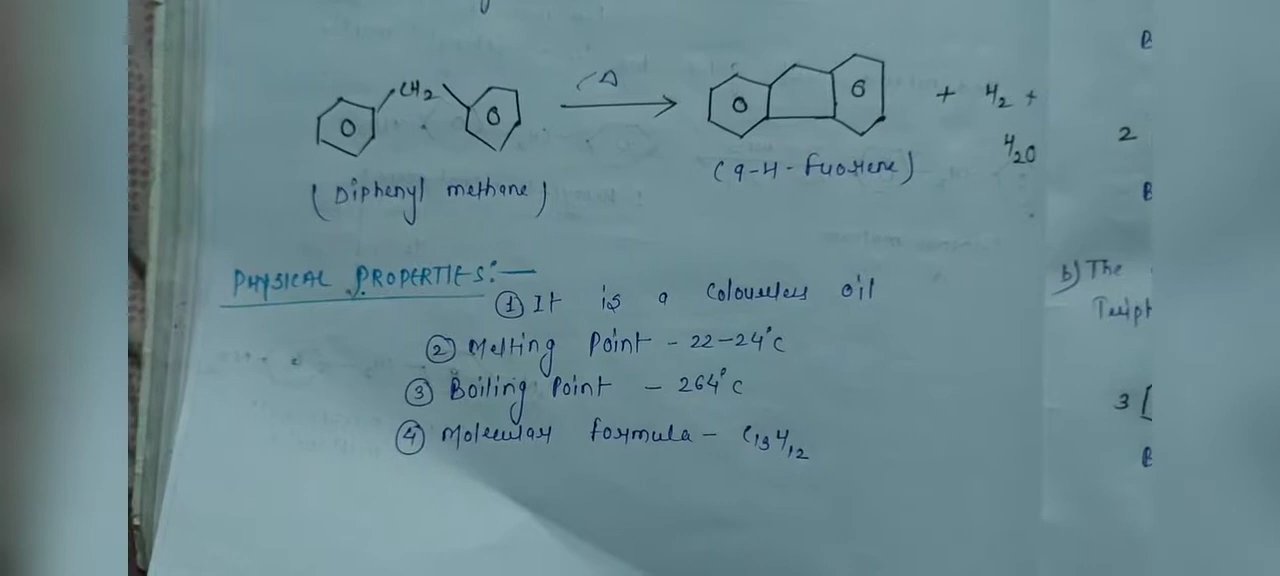 CH2
Δ
+ H2 +
H2O
(Diphenyl methane)
(9-H-fuorene)
PHYSICAL PROPERTIES:—
① It is a colourless oil
② Melting Point - 22-24°C
③ Boiling Point - 264°C
④ Molecular formula - C13H12
B
2
B
b) The
Triph
3 [
B